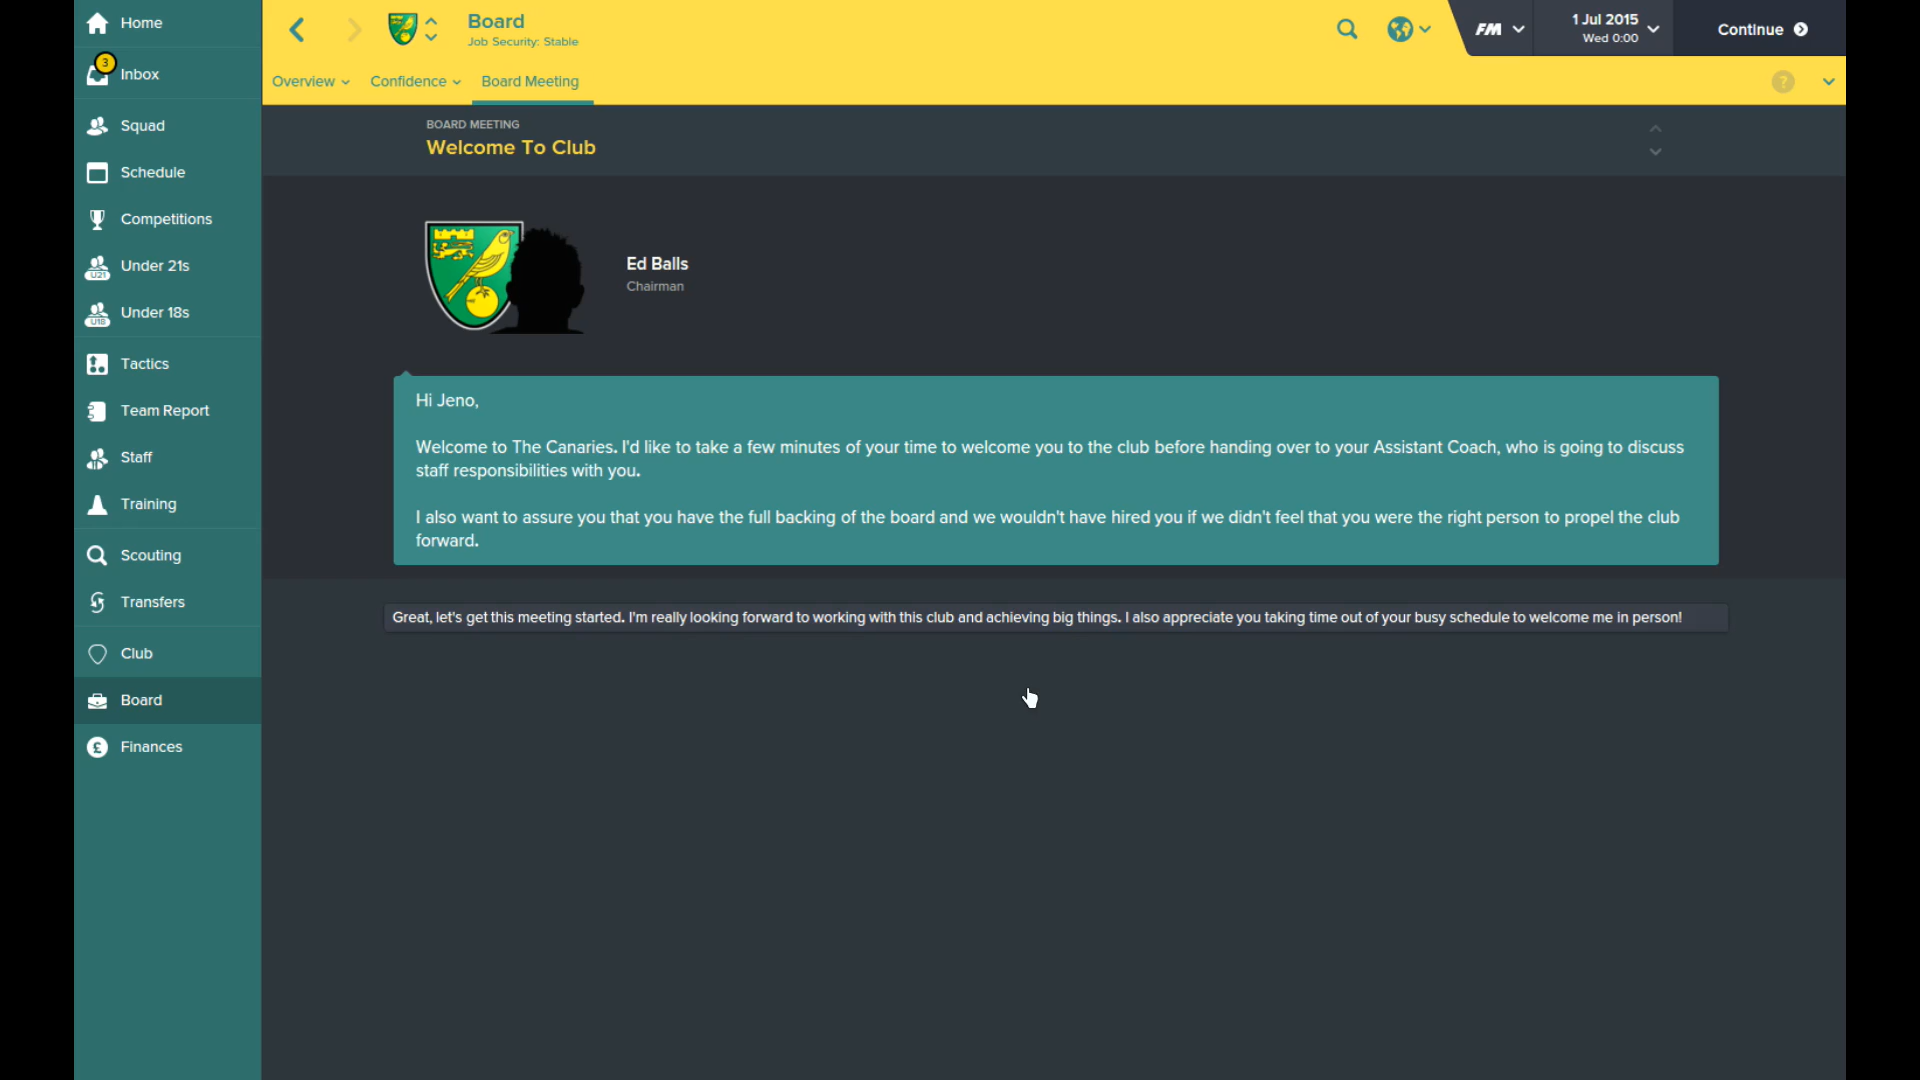 Home
3
Inbox
Squad
Schedule
Competitions
U21
Under 21s
U18
Under 18s
Tactics
Team Report
Staff
Training
Scouting
Transfers
Club
Board
£
Finances
Board
Job Security: Stable
FM
1 Jul 2015
Wed 0:00
Continue
Overview
Confidence
Board Meeting
?
BOARD MEETING
Welcome To Club
Ed Balls
Chairman
Hi Jeno,
Welcome to The Canaries. I'd like to take a few minutes of your time to welcome you to the club before handing over to your Assistant Coach, who is going to discuss
staff responsibilities with you.
I also want to assure you that you have the full backing of the board and we wouldn't have hired you if we didn't feel that you were the right person to propel the club
forward.
Great, let's get this meeting started. I'm really looking forward to working with this club and achieving big things. I also appreciate you taking time out of your busy schedule to welcome me in person!